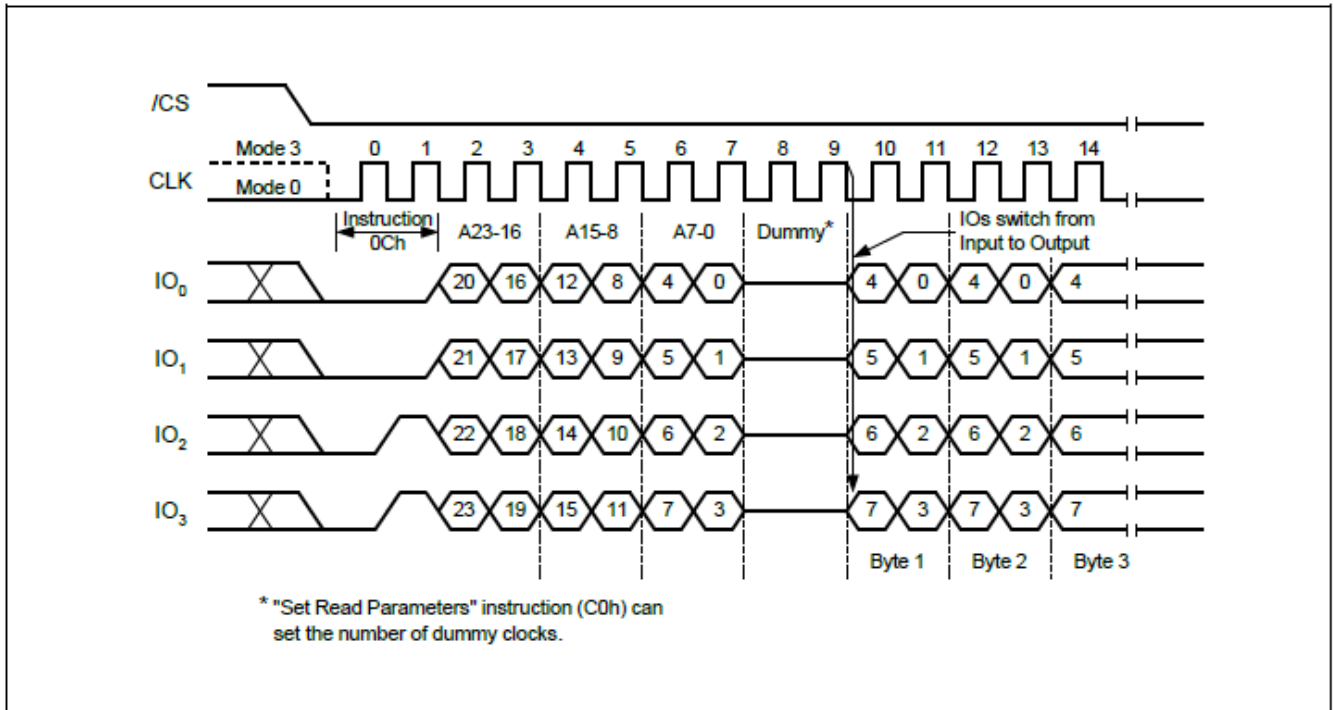 /CS
Mode 3 0 1 2 3 4 5 6 7 8 9 10 11 12 13 14
CLK
Mode 0
Instruction
0Ch
A23-16 A15-8 A7-0 Dummy*
IOs switch from
Input to Output
IO0 20 16 12 8 4 0 4 0 4 0 4
IO1 21 17 13 9 5 1 5 1 5 1 5
IO2 22 18 14 10 6 2 6 2 6 2 6
IO3 23 19 15 11 7 3 7 3 7 3 7
Byte 1 Byte 2 Byte 3
* "Set Read Parameters" instruction (C0h) can
set the number of dummy clocks.